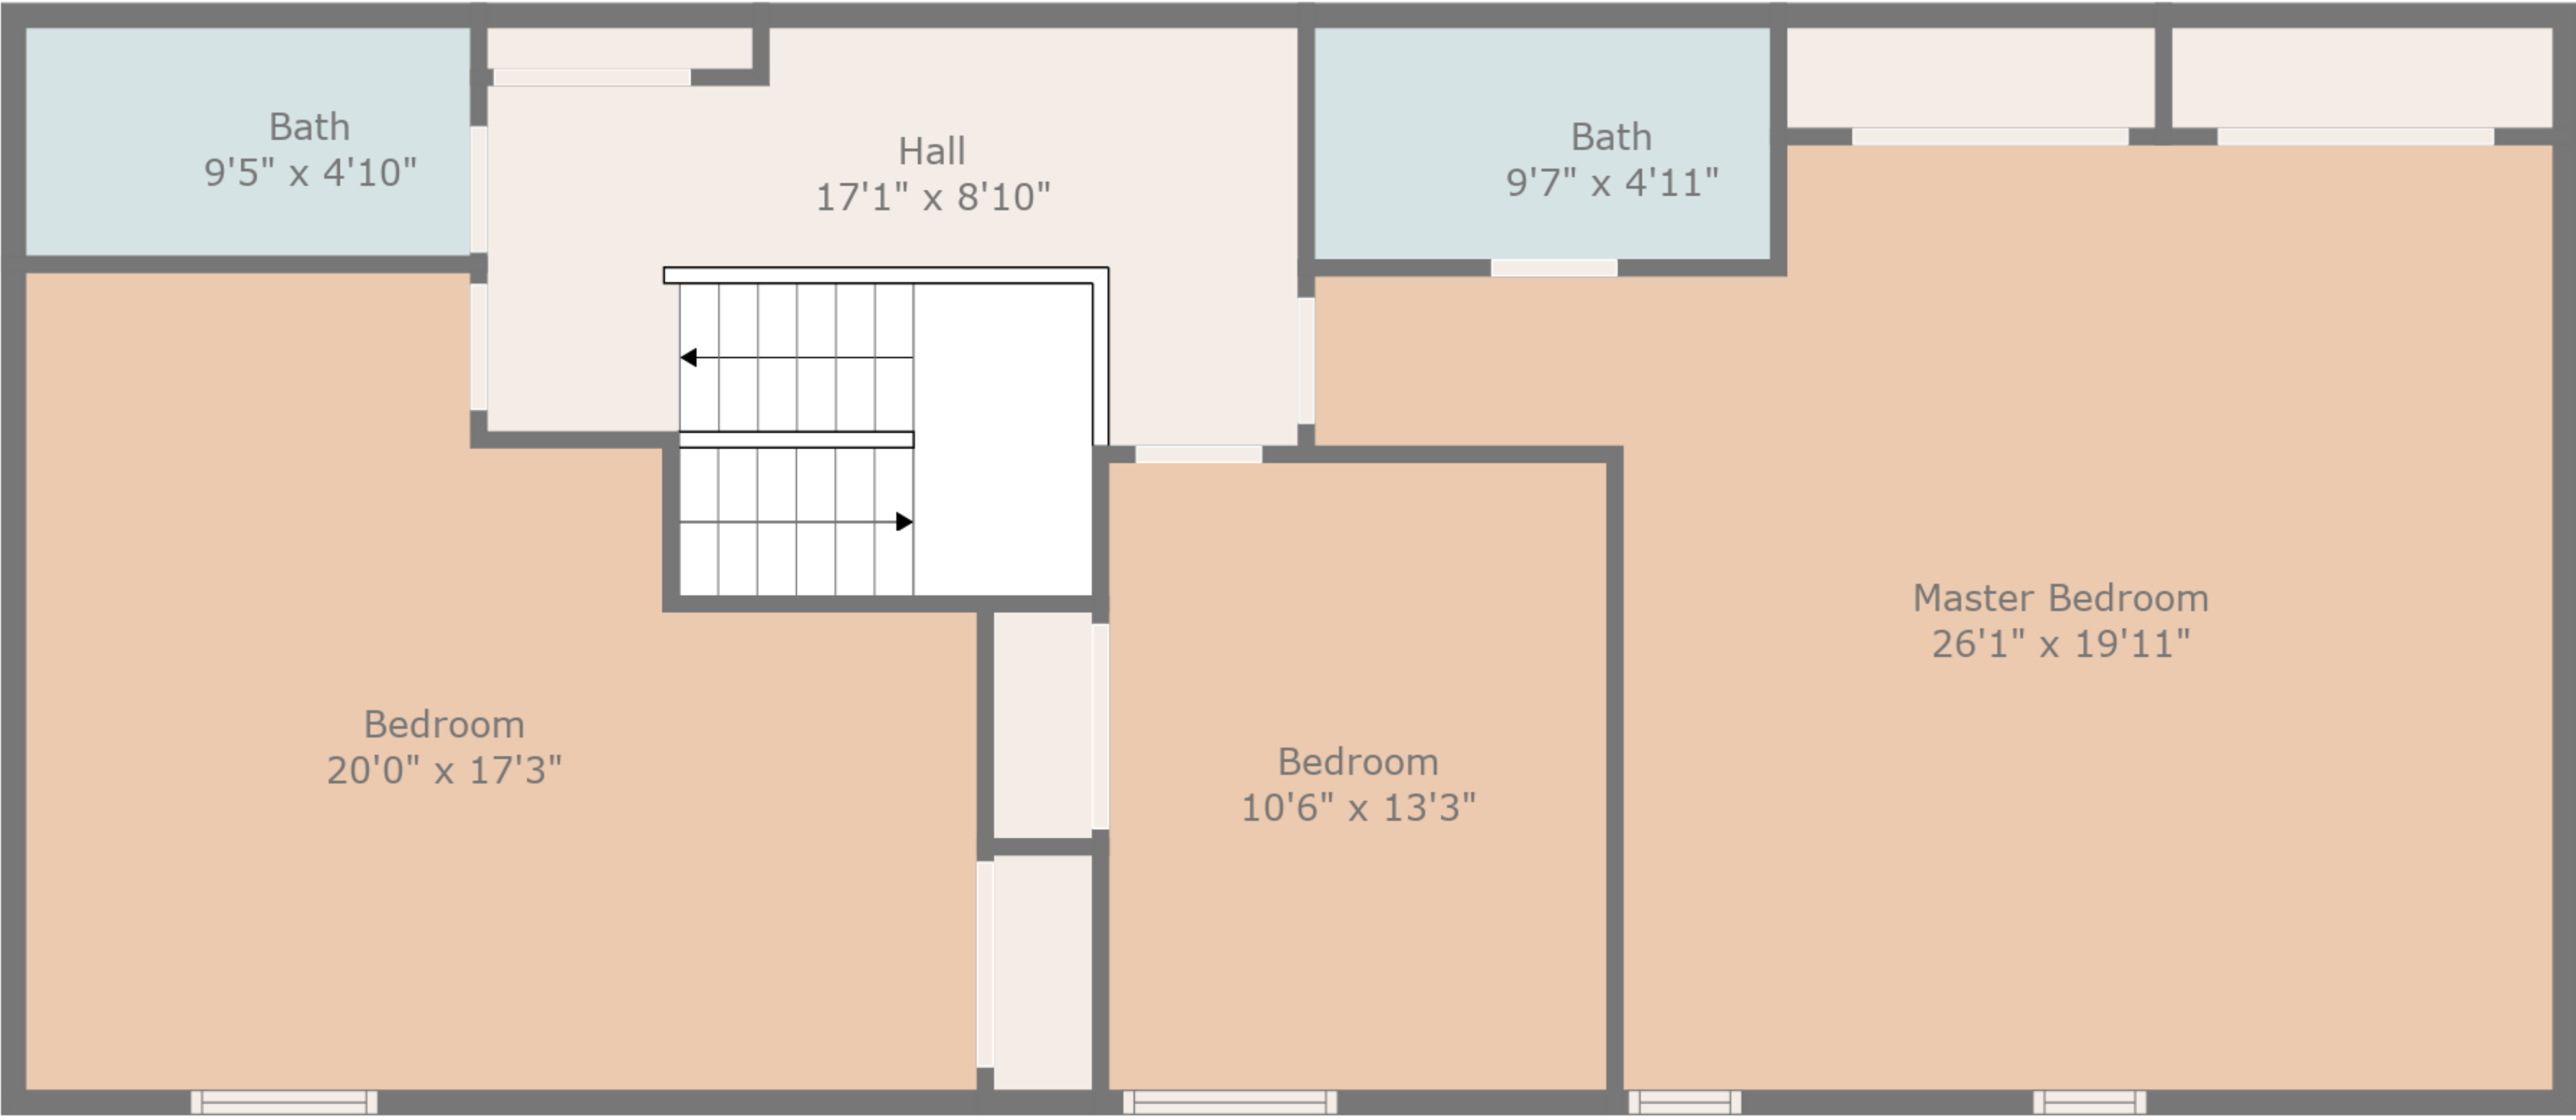 Bath
9'5" x 4'10"
Hall
17'1" x 8'10"
Bath
9'7" x 4'11"
Master Bedroom
26'1" x 19'11"
Bedroom
20'0" x 17'3"
Bedroom
10'6" x 13'3"